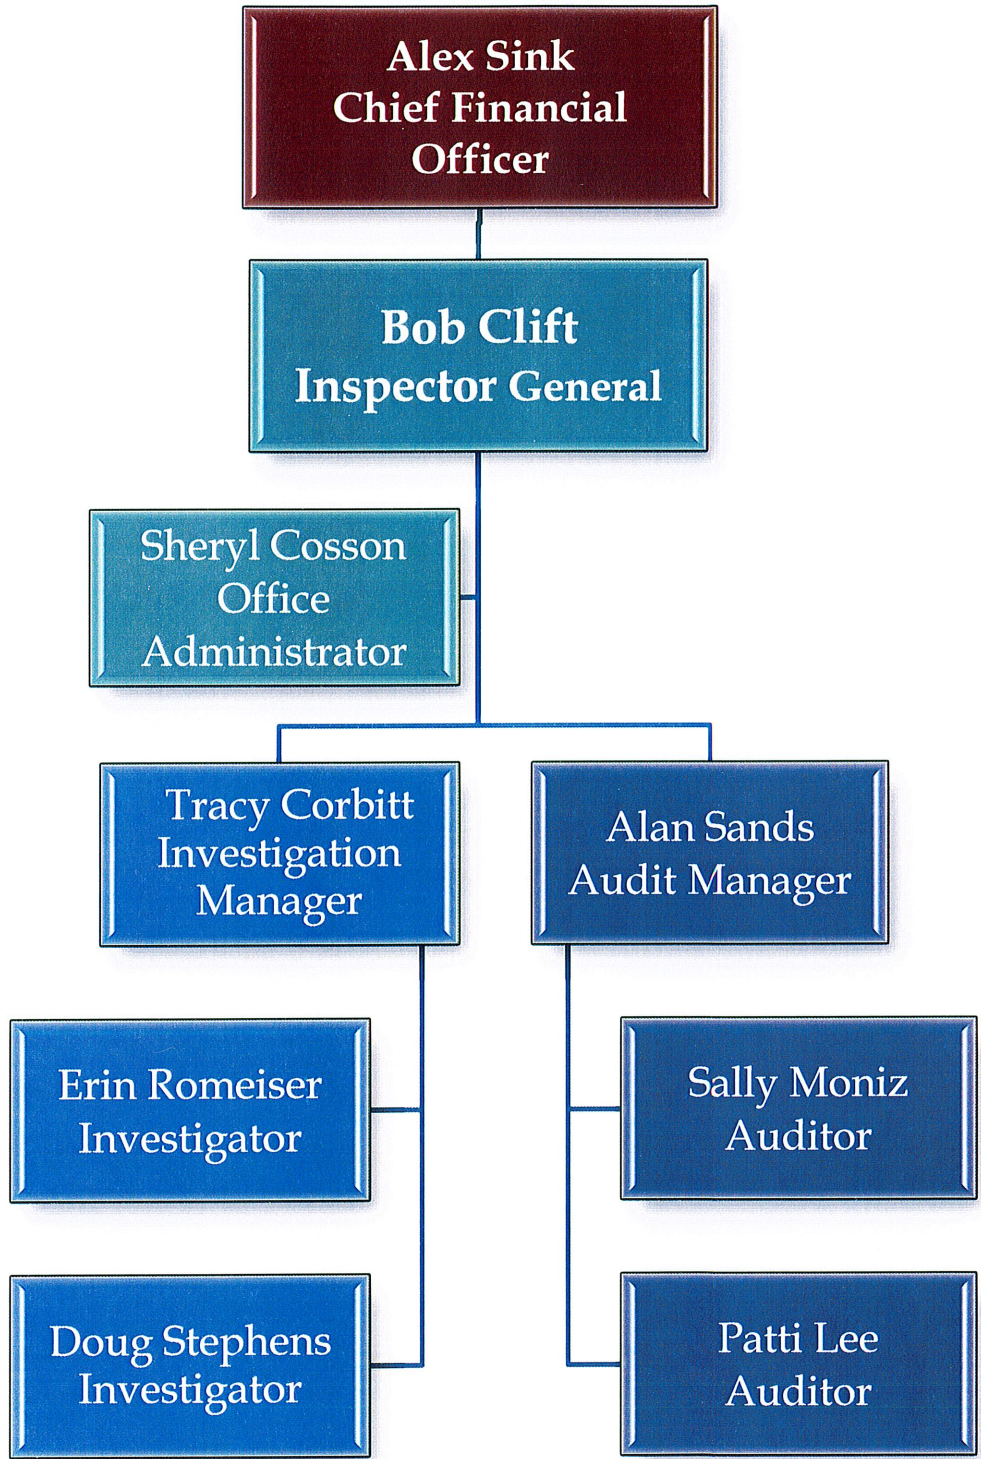 Alex Sink
Chief Financial
Officer
Bob Clift
Inspector General
Sheryl Cosson
Office
Administrator
Tracy Corbitt
Investigation
Manager
Alan Sands
Audit Manager
Erin Romeiser
Investigator
Sally Moniz
Auditor
Doug Stephens
Investigator
Patti Lee
Auditor